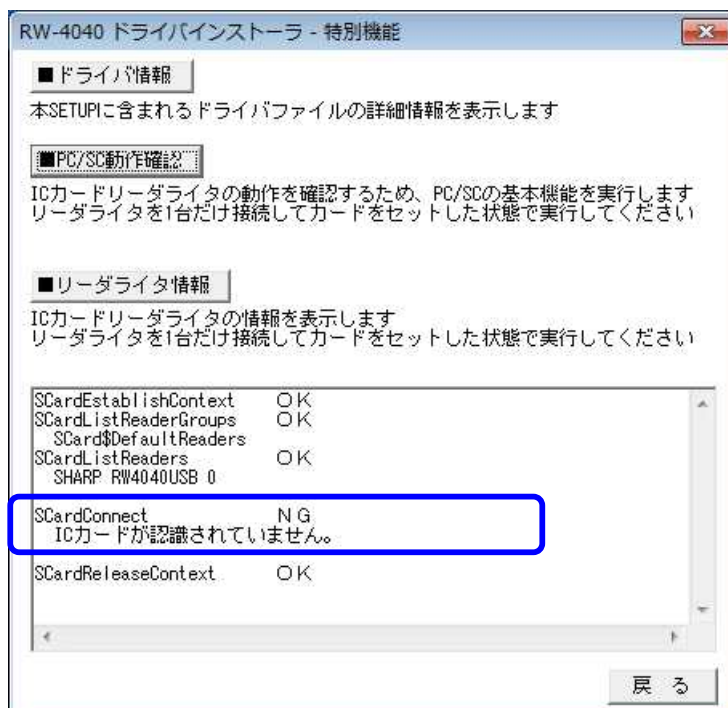 RW-4040 ドライバインストーラ - 特別機能
■ドライバ情報
本SETUPに含まれるドライバファイルの詳細情報を表示します
■PC/SC動作確認
ICカードリーダライタの動作を確認するため、PC/SCの基本機能を実行します
リーダライタを1台だけ接続してカードをセットした状態で実行してください
■リーダライタ情報
ICカードリーダライタの情報を表示します
リーダライタを1台だけ接続してカードをセットした状態で実行してください
SCardEstablishContext ＯＫ
SCardListReaderGroups ＯＫ
SCard$DefaultReaders
SCardListReaders ＯＫ
SHARP RW4040USB 0
SCardConnect ＮＧ
ICカードが認識されていません。
SCardReleaseContext ＯＫ
戻 る